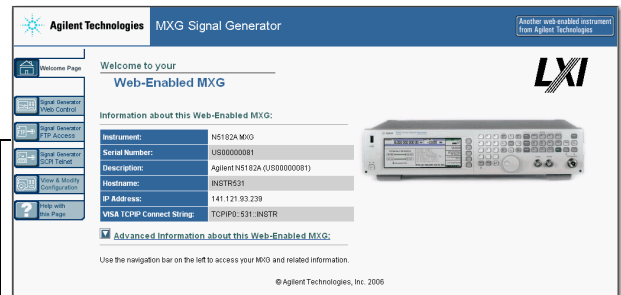 Agilent Technologies
MXG Signal Generator
Another web-enabled instrument
from Agilent Technologies
Welcome Page
Signal Generator
Web Control
Signal Generator
FTP Access
Signal Generator
SCPI Telnet
View & Modify
Configuration
Help with
this Page
Welcome to your
Web-Enabled MXG
LXI
Information about this Web-Enabled MXG:
Instrument: N5182A MXG
Serial Number: US00000081
Description: Agilent N5182A (US00000081)
Hostname: INSTR531
IP Address: 141.121.93.239
VISA TCPIP Connect String: TCPIP0::531::INSTR
Advanced Information about this Web-Enabled MXG:
Use the navigation bar on the left to access your MXG and related information.
© Agilent Technologies, Inc. 2006